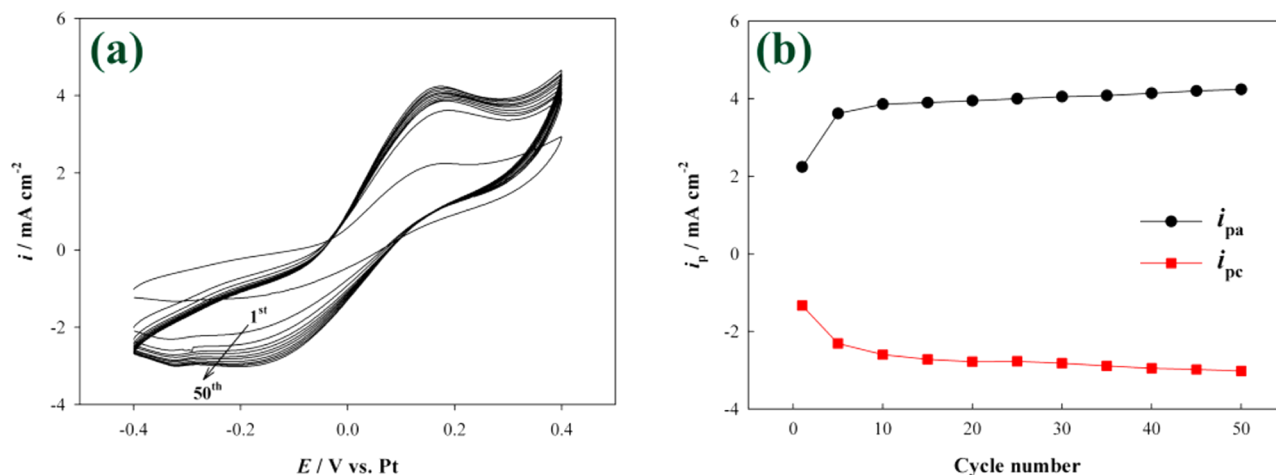 (a)
6
4
2
0
-2
-4
-0.4 -0.2 0.0 0.2 0.4
i / mA cm⁻²
E / V vs. Pt
1ˢᵗ
50ᵗʰ
(b)
6
4
2
0
-2
-4
0 10 20 30 40 50
iₚ / mA cm⁻²
Cycle number
i pa
i pc